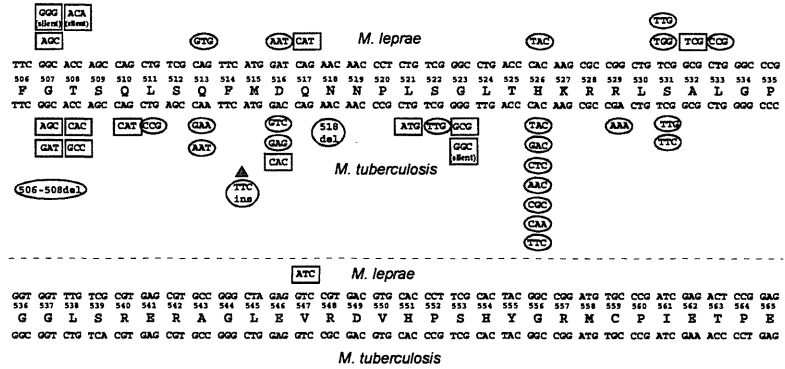 GGG ACA TTG
(silent) (silent)
AGC GTG AAT CAT M. leprae TAC TGG TCG CCG
TTC GGG ACA AGC CAG CTG TCG CAG TTC ATG GAT CAG AAC AAC CCT CTG TCG GGC CTG ACC CAC AAG CGC CGG CTG TCG GCG CTG GGC CCG
506 507 508 509 510 511 512 513 514 515 516 517 518 519 520 521 522 523 524 525 526 527 528 529 530 531 532 533 534 535
F G T S Q L S Q F M D Q N N P L S G L T H K R R L S A L G P
TTC GGC ACC AGC CAG CTG AGC CAA TTC ATG GAC CAG AAC AAC CCG CTG TCG GGG TTG ACC CAC AAG CGC CGA CTG TCG GCG CTG GGG CCC
AGC CAC CAT CCG GAA GTC 518 del ATG TTG GCG TAC AAA TTG
GAT GCC AAT GAG GGC (silent) GAC TTC
CAC M. tuberculosis CTC
506-508del TTC ins AAC
CGC
CAA
TTC
ATC M. leprae
GGT GGT TTG TCG CGT GAG CGT GCC GGG CTA GAG GTC CGT GAC GTG CAC CCT TCG CAC TAC GGC CGG ATG TGC CCG ATC GAG ACT CCG GAG
536 537 538 539 540 541 542 543 544 545 546 547 548 549 550 551 552 553 554 555 556 557 558 559 560 561 562 563 564 565
G G L S R E R A G L E V R D V H P S H Y G R M C P I E T P E
GGC GGT CTG TCA CGT GAG CGT GCC GGG CTG GAG GTC CGC GAC GTG CAC CCG TCG CAC TAC GGC CGG ATG TGC CCG ATC GAA ACC CCT GAG
M. tuberculosis